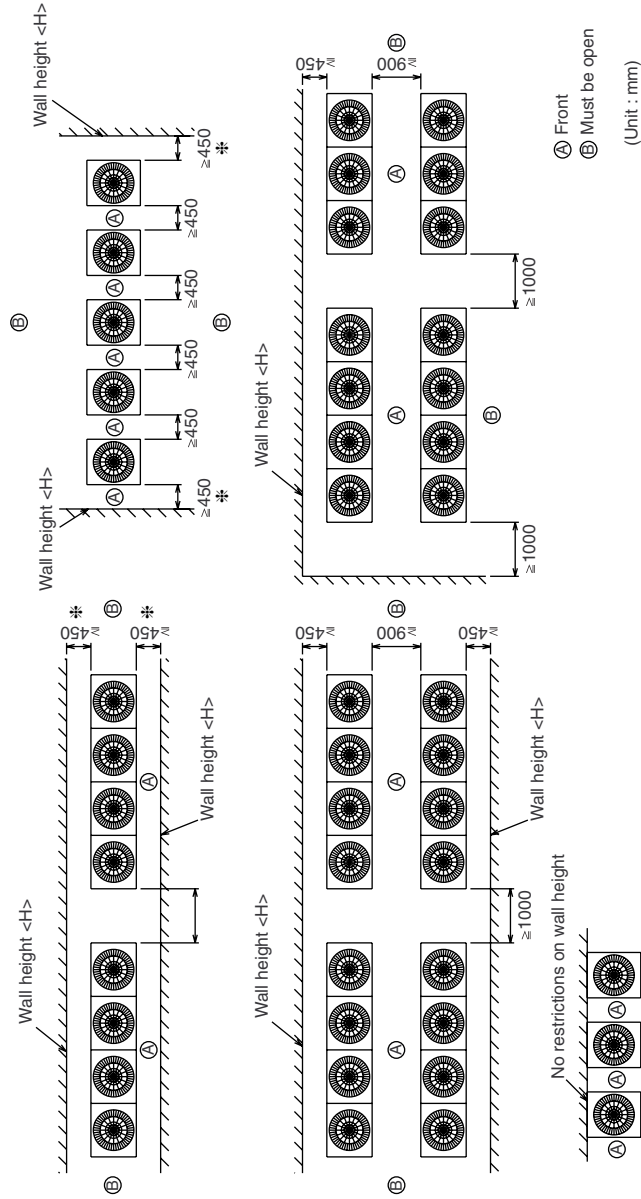 Wall height <H>
≥450 ※
Ⓑ
Ⓑ
Ⓐ
Ⓐ
≥450 ※
Wall height <H>
Ⓑ
Wall height <H>
Wall height <H>
Ⓐ Ⓐ Ⓐ Ⓐ Ⓐ
≥450 ≥450 ≥450 ≥450 ≥450 ≥450
※ ※
Ⓑ
Wall height <H>
≥450
Ⓑ Ⓐ Ⓐ ≥900 Ⓑ
≥450
≥1000
Wall height <H>
Wall height <H>
≥450
Ⓐ Ⓐ ≥900 Ⓑ
Ⓑ
≥1000 ≥1000
No restrictions on wall height
Ⓐ Ⓐ Ⓐ
Ⓐ Front
Ⓑ Must be open
(Unit : mm)